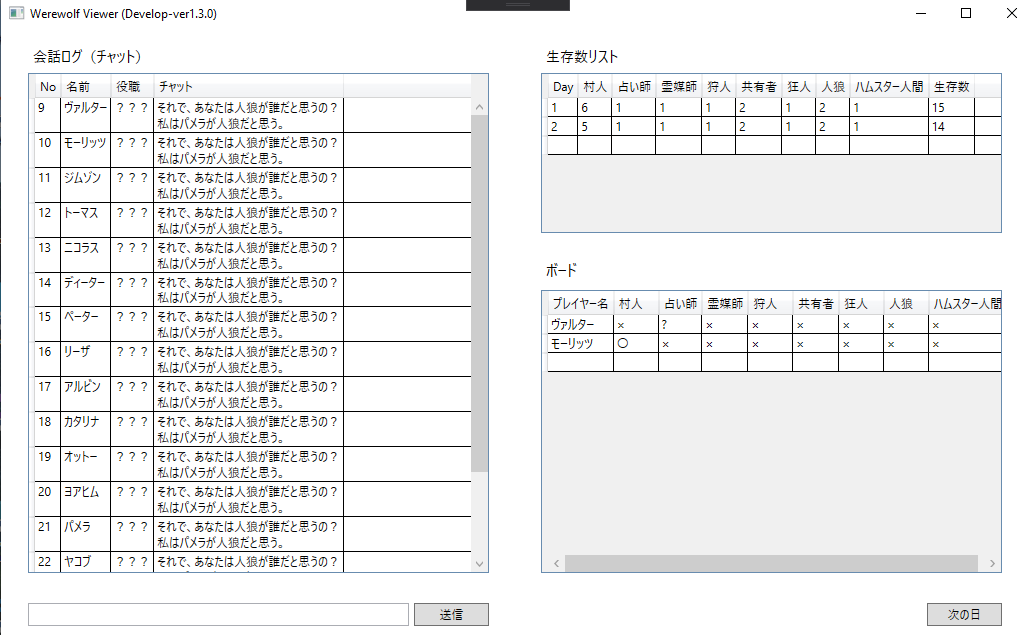 Werewolf Viewer (Develop-ver1.3.0)
会話ログ（チャット）
No 名前 役職 チャット
9 ヴァルター ？？？ それで、あなたは人狼が誰だと思うの？
私はパメラが人狼だと思う。
10 モーリッツ ？？？ それで、あなたは人狼が誰だと思うの？
私はパメラが人狼だと思う。
11 ジムゾン ？？？ それで、あなたは人狼が誰だと思うの？
私はパメラが人狼だと思う。
12 トーマス ？？？ それで、あなたは人狼が誰だと思うの？
私はパメラが人狼だと思う。
13 ニコラス ？？？ それで、あなたは人狼が誰だと思うの？
私はパメラが人狼だと思う。
14 ディーター ？？？ それで、あなたは人狼が誰だと思うの？
私はパメラが人狼だと思う。
15 ペーター ？？？ それで、あなたは人狼が誰だと思うの？
私はパメラが人狼だと思う。
16 リーザ ？？？ それで、あなたは人狼が誰だと思うの？
私はパメラが人狼だと思う。
17 アルビン ？？？ それで、あなたは人狼が誰だと思うの？
私はパメラが人狼だと思う。
18 カタリナ ？？？ それで、あなたは人狼が誰だと思うの？
私はパメラが人狼だと思う。
19 オットー ？？？ それで、あなたは人狼が誰だと思うの？
私はパメラが人狼だと思う。
20 ヨアヒム ？？？ それで、あなたは人狼が誰だと思うの？
私はパメラが人狼だと思う。
21 パメラ ？？？ それで、あなたは人狼が誰だと思うの？
私はパメラが人狼だと思う。
22 ヤコブ ？？？ それで、あなたは人狼が誰だと思うの？
送信
生存数リスト
Day 村人 占い師 霊媒師 狩人 共有者 狂人 人狼 ハムスター人間 生存数
1 6 1 1 1 2 1 2 1 15
2 5 1 1 1 2 1 2 1 14
ボード
プレイヤー名 村人 占い師 霊媒師 狩人 共有者 狂人 人狼 ハムスター人間
ヴァルター × ? × × × × × ×
モーリッツ 〇 × × × × × × ×
次の日